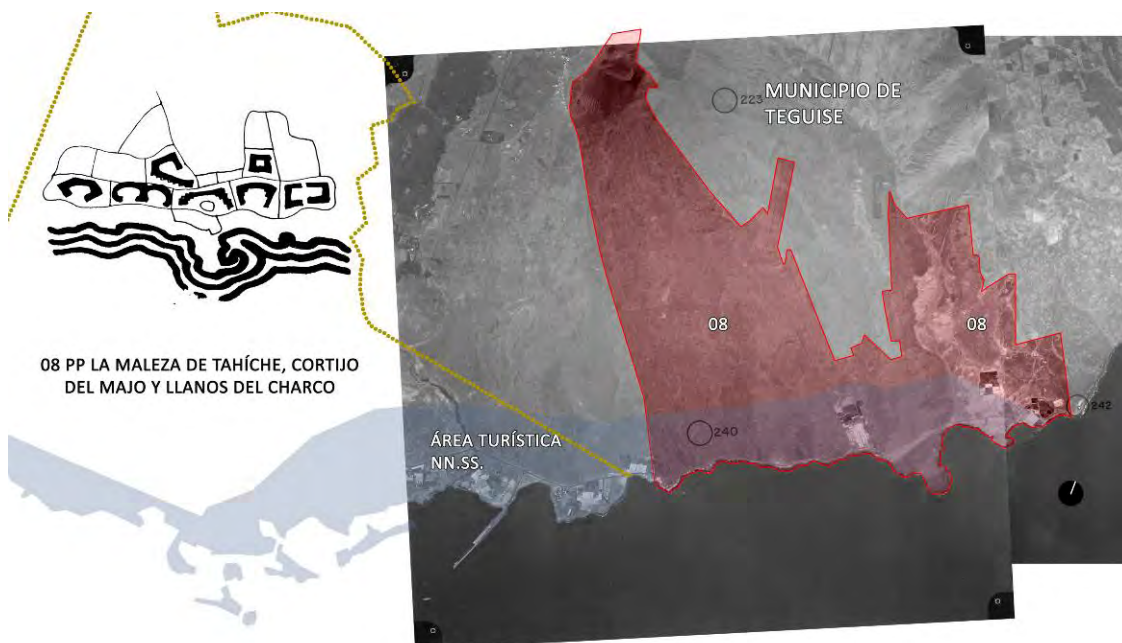 MUNICIPIO DE
TEGUISE
223
08
08
08 PP LA MALEZA DE TAHÍCHE, CORTIJO
DEL MAJO Y LLANOS DEL CHARCO
ÁREA TURÍSTICA
NN.SS.
240
242